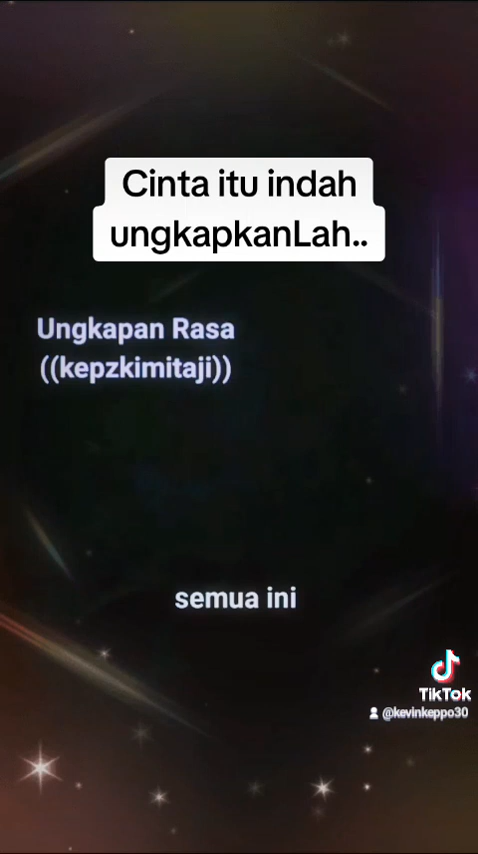 Cinta itu indah
ungkapkanLah..
Ungkapan Rasa
((kepzkimitaji))
semua ini
TikTok
@kevinkeppo30